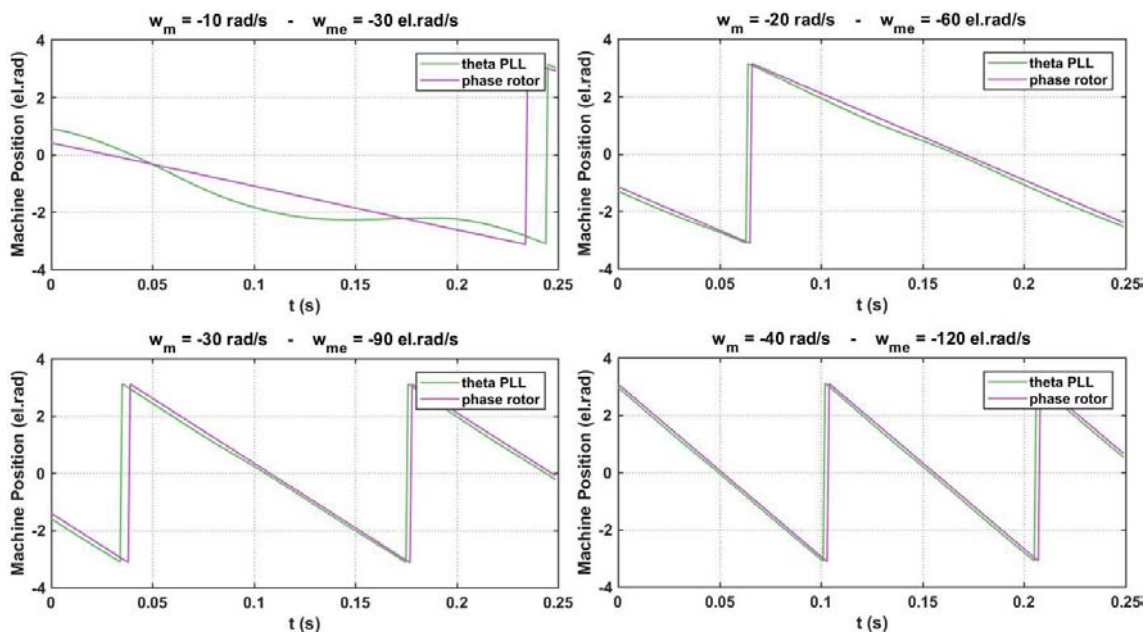 w_m = -10 rad/s - w_me = -30 el.rad/s
Machine Position (el.rad)
4
2
0
-2
-4
theta PLL
phase rotor
0 0.05 0.1 0.15 0.2 0.25
t (s)
w_m = -20 rad/s - w_me = -60 el.rad/s
Machine Position (el.rad)
4
2
0
-2
-4
theta PLL
phase rotor
0 0.05 0.1 0.15 0.2 0.25
t (s)
w_m = -30 rad/s - w_me = -90 el.rad/s
Machine Position (el.rad)
4
2
0
-2
-4
theta PLL
phase rotor
0 0.05 0.1 0.15 0.2 0.25
t (s)
w_m = -40 rad/s - w_me = -120 el.rad/s
Machine Position (el.rad)
4
2
0
-2
-4
theta PLL
phase rotor
0 0.05 0.1 0.15 0.2 0.25
t (s)